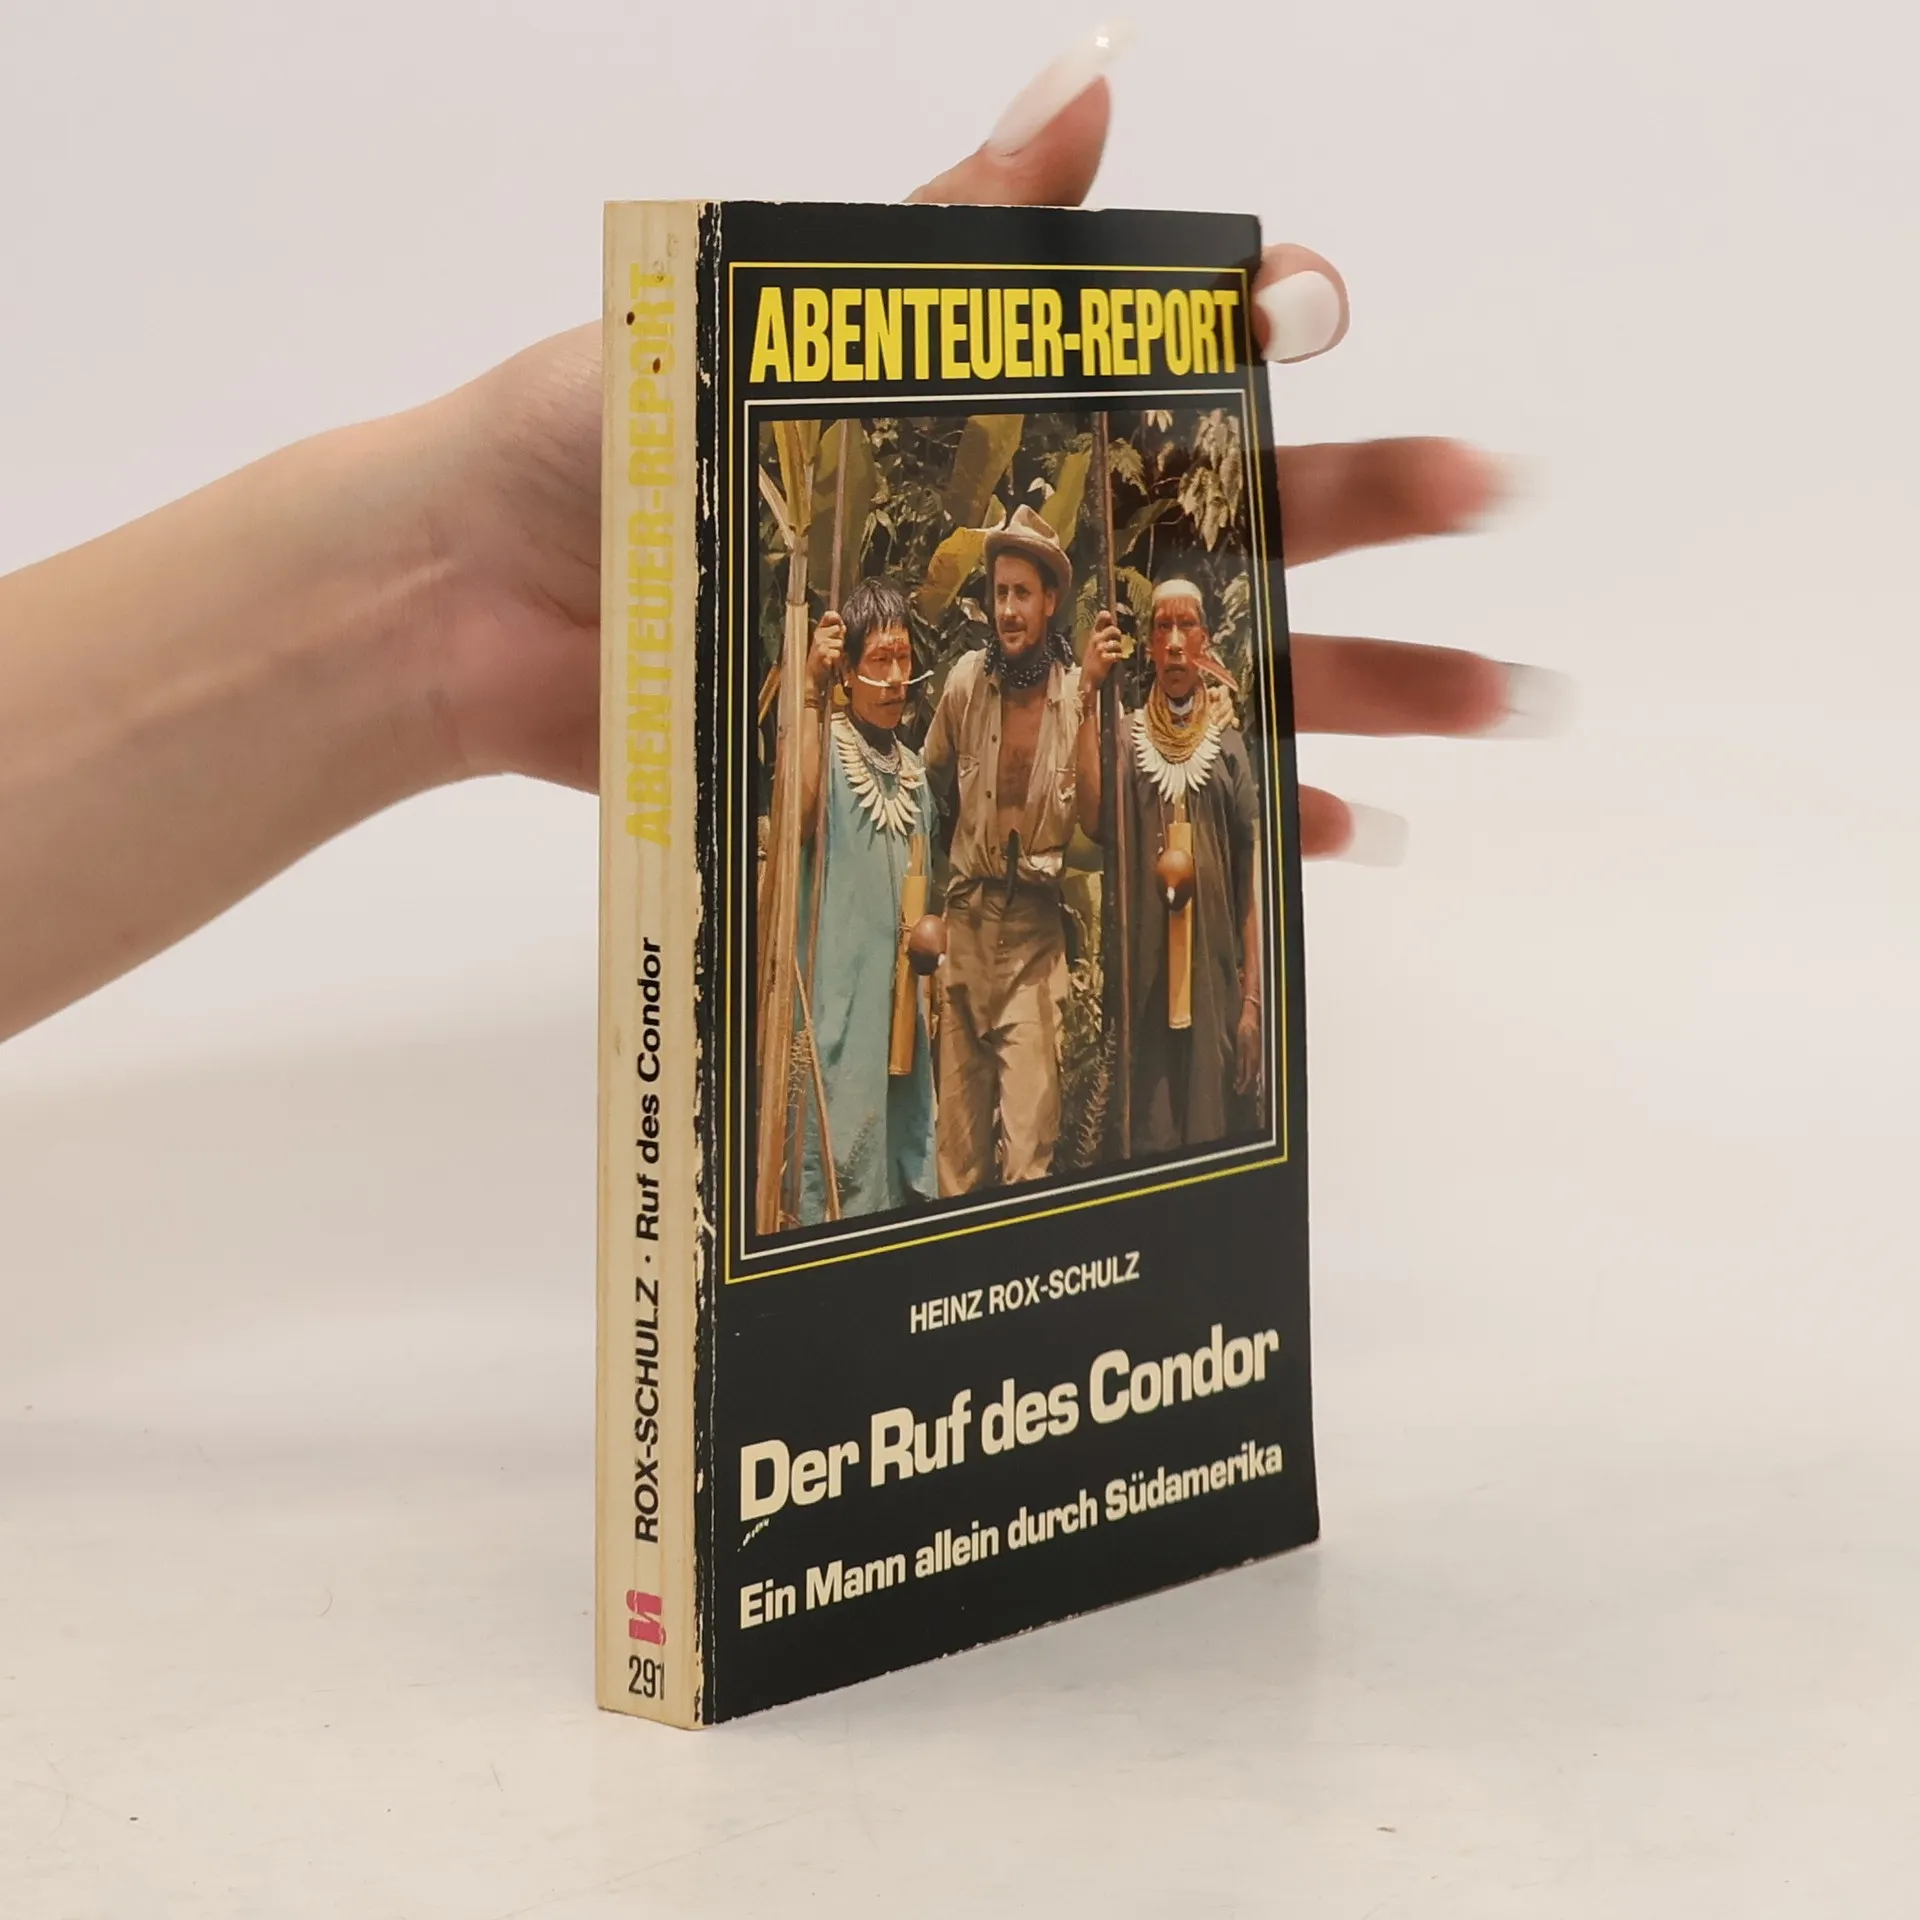 ABENTEUER-REPORT
HEINZ ROX-SCHULZ
Der Ruf des Condor
Ein Mann allein durch Südamerika
ROX-SCHULZ · Ruf des Condor ABENTEUER-REPORT
291